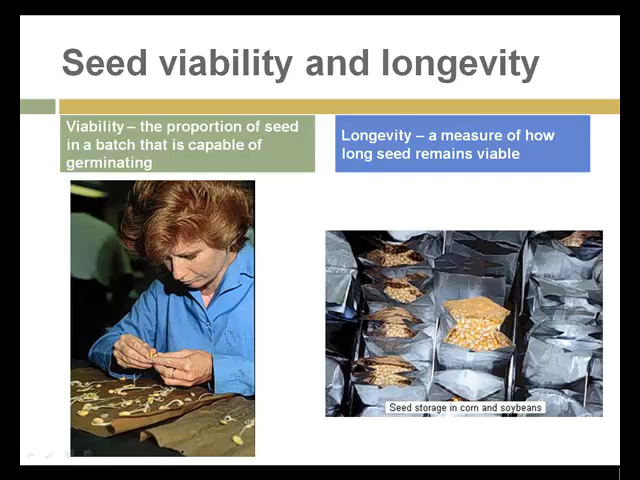 Seed viability and longevity
Viability – the proportion of seed
in a batch that is capable of
germinating
Longevity – a measure of how
long seed remains viable
Seed storage in corn and soybeans